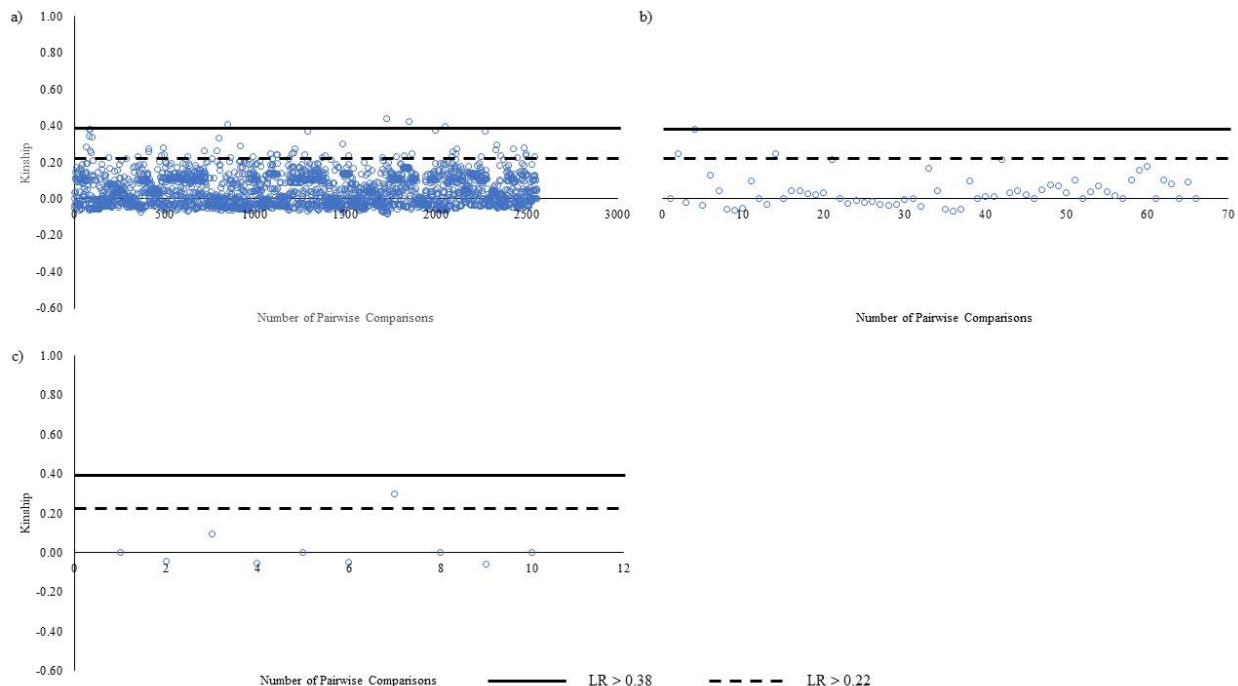 a)
1.00
0.80
0.60
0.40
0.20
0.00
-0.20
-0.40
-0.60
Kinship
0 500 1000 1500 2000 2500 3000
Number of Pairwise Comparisons
b)
0 10 20 30 40 50 60 70
Number of Pairwise Comparisons
c)
1.00
0.80
0.60
0.40
0.20
0.00
-0.20
-0.40
-0.60
Kinship
0 2 4 6 8 10 12
Number of Pairwise Comparisons
LR > 0.38
LR > 0.22